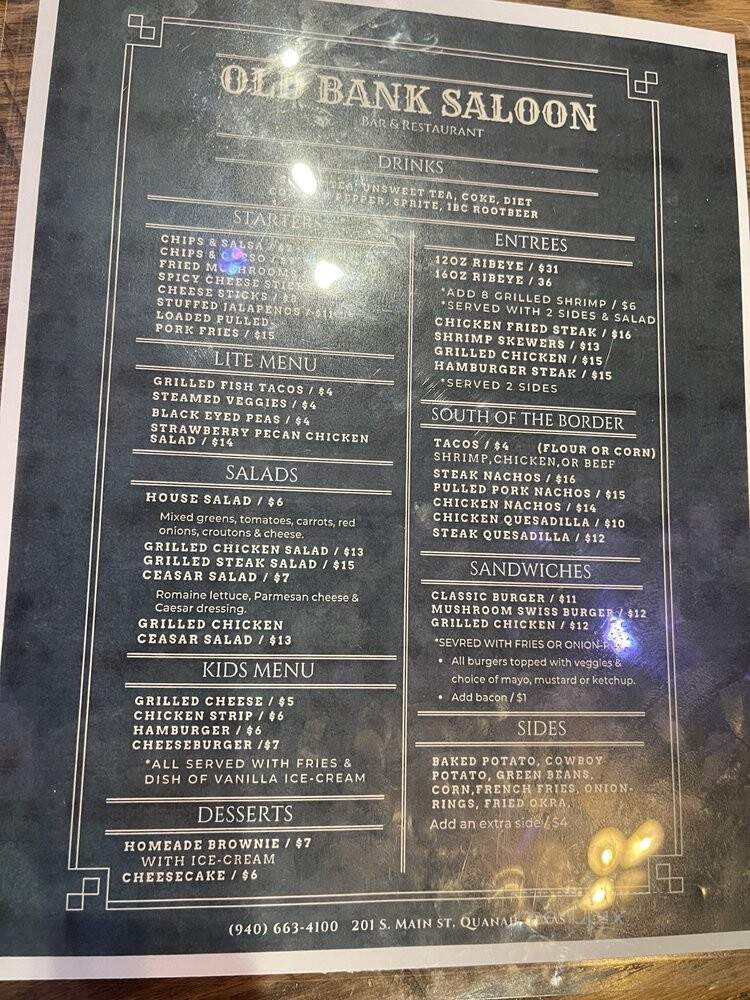 OLD BANK SALOON
BAR & RESTAURANT
DRINKS
TEA, UNSWEET TEA, COKE, DIET
PEPPER, SPRITE, IBC ROOTBEER
STARTERS
CHIPS & SALSA / $7
CHIPS & QUESO
FRIED MUSHROOMS
SPICY CHEESE STICK
CHEESE STICKS / $8
STUFFED JALAPENOS / $11
LOADED PULLED-
PORK FRIES / $15
LITE MENU
GRILLED FISH TACOS / $4
STEAMED VEGGIES / $4
BLACK EYED PEAS / $4
STRAWBERRY PECAN CHICKEN
SALAD / $14
SALADS
HOUSE SALAD / $6
Mixed greens, tomatoes, carrots, red
onions, croutons & cheese.
GRILLED CHICKEN SALAD / $13
GRILLED STEAK SALAD / $15
CEASAR SALAD / $7
Romaine lettuce, Parmesan cheese &
Caesar dressing.
GRILLED CHICKEN
CEASAR SALAD / $13
KIDS MENU
GRILLED CHEESE / $5
CHICKEN STRIP / $6
HAMBURGER / $6
CHEESEBURGER /$7
*ALL SERVED WITH FRIES &
DISH OF VANILLA ICE-CREAM
DESSERTS
HOMEADE BROWNIE / $7
WITH ICE-CREAM
CHEESECAKE / $6
ENTREES
12OZ RIBEYE / $31
16OZ RIBEYE / 36
*ADD 8 GRILLED SHRIMP / $6
*SERVED WITH 2 SIDES & SALAD
CHICKEN FRIED STEAK / $16
SHRIMP SKEWERS / $13
GRILLED CHICKEN / $15
HAMBURGER STEAK / $15
*SERVED 2 SIDES
SOUTH OF THE BORDER
TACOS / $4 (FLOUR OR CORN)
SHRIMP,CHICKEN,OR BEEF
STEAK NACHOS / $16
PULLED PORK NACHOS / $15
CHICKEN NACHOS / $14
CHICKEN QUESADILLA / $10
STEAK QUESADILLA / $12
SANDWICHES
CLASSIC BURGER / $11
MUSHROOM SWISS BURGER / $12
GRILLED CHICKEN / $12
*SEVRED WITH FRIES OR ONION-
• All burgers topped with veggies &
choice of mayo, mustard or ketchup.
• Add bacon / $1
SIDES
BAKED POTATO, COWBOY
POTATO, GREEN BEANS,
CORN,FRENCH FRIES, ONION-
RINGS, FRIED OKRA,
Add an extra side / $4
(940) 663-4100 201 S. MAIN ST. QUANAH, TEXAS